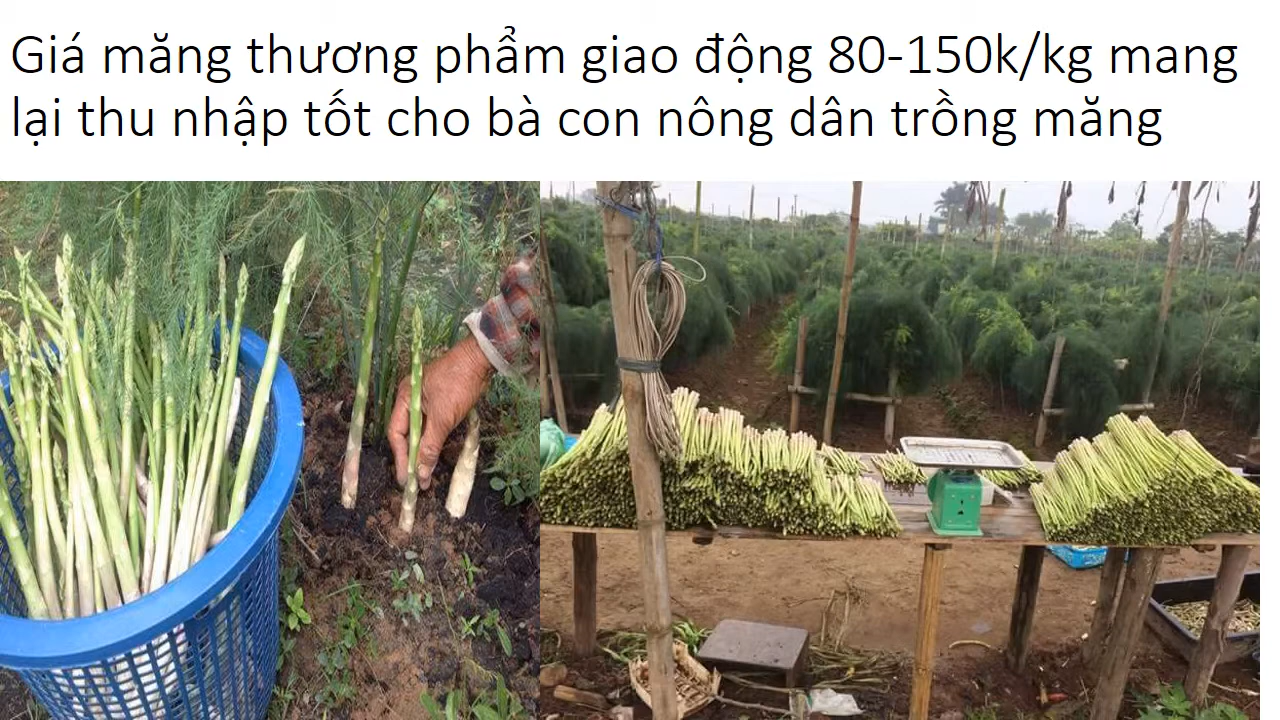 Giá măng thương phẩm giao động 80-150k/kg mang
lại thu nhập tốt cho bà con nông dân trồng măng